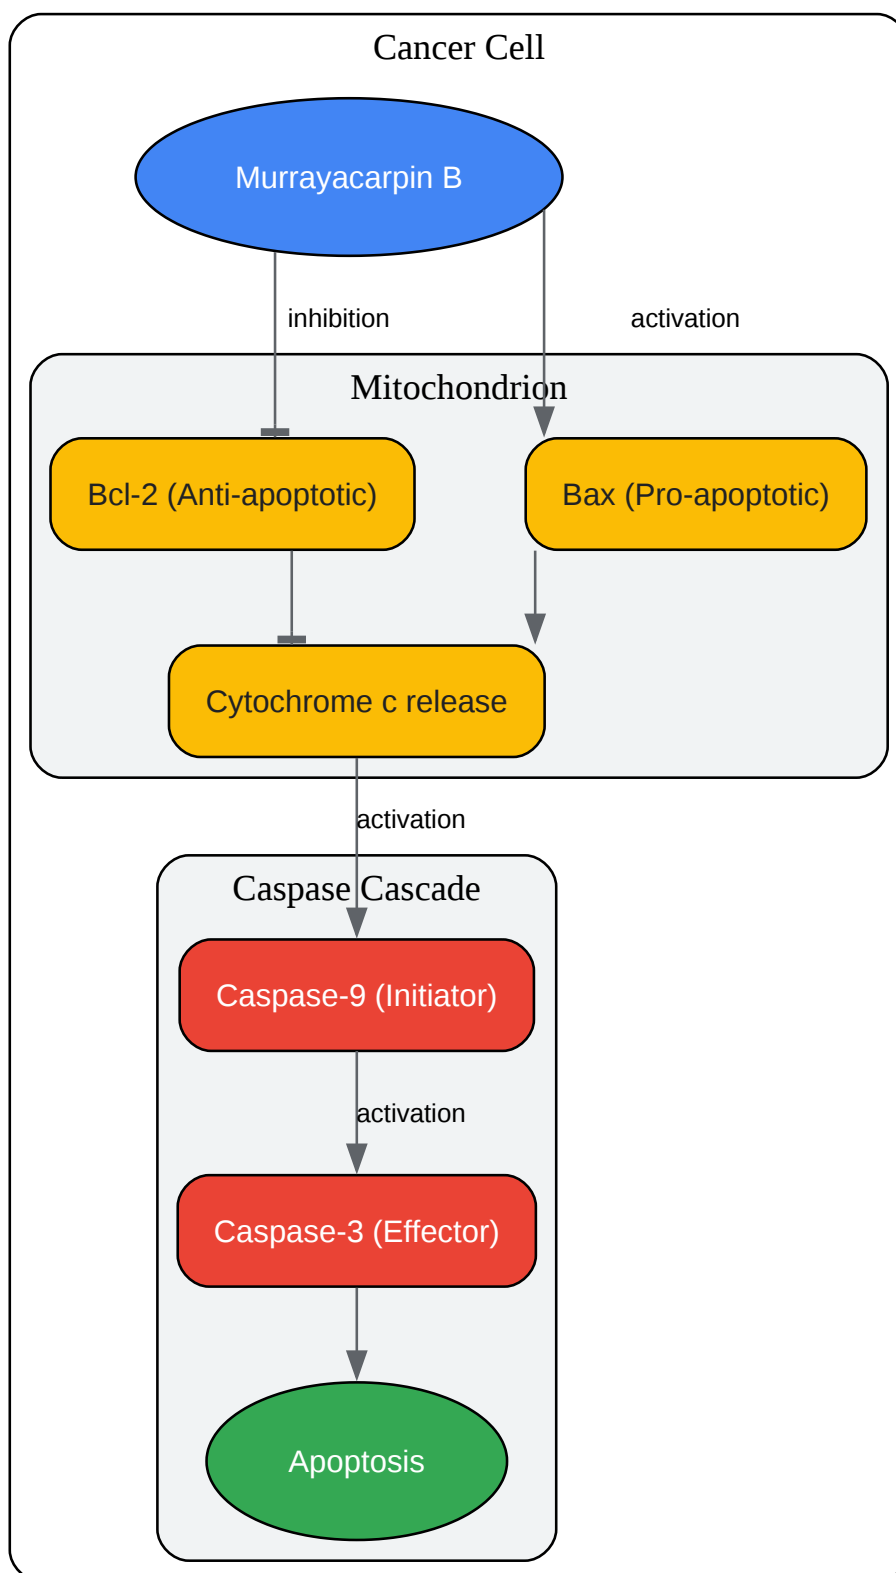 Cancer Cell
Murrayacarpin B
inhibition
activation
Mitochondrion
Bcl-2 (Anti-apoptotic)
Bax (Pro-apoptotic)
Cytochrome c release
activation
Caspase Cascade
Caspase-9 (Initiator)
activation
Caspase-3 (Effector)
Apoptosis